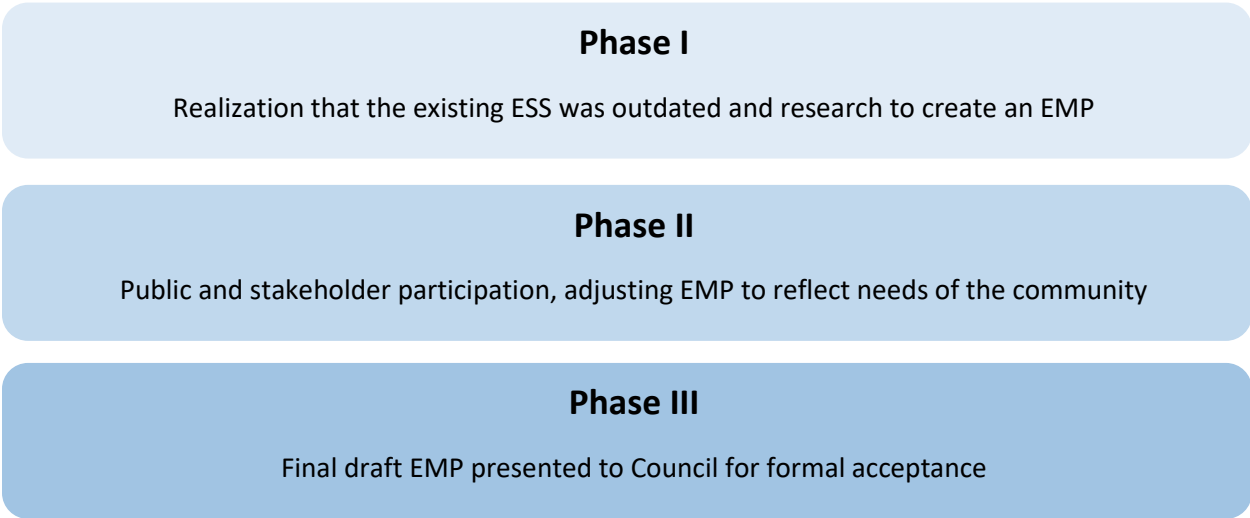 Phase I
Realization that the existing ESS was outdated and research to create an EMP
Phase II
Public and stakeholder participation, adjusting EMP to reflect needs of the community
Phase III
Final draft EMP presented to Council for formal acceptance